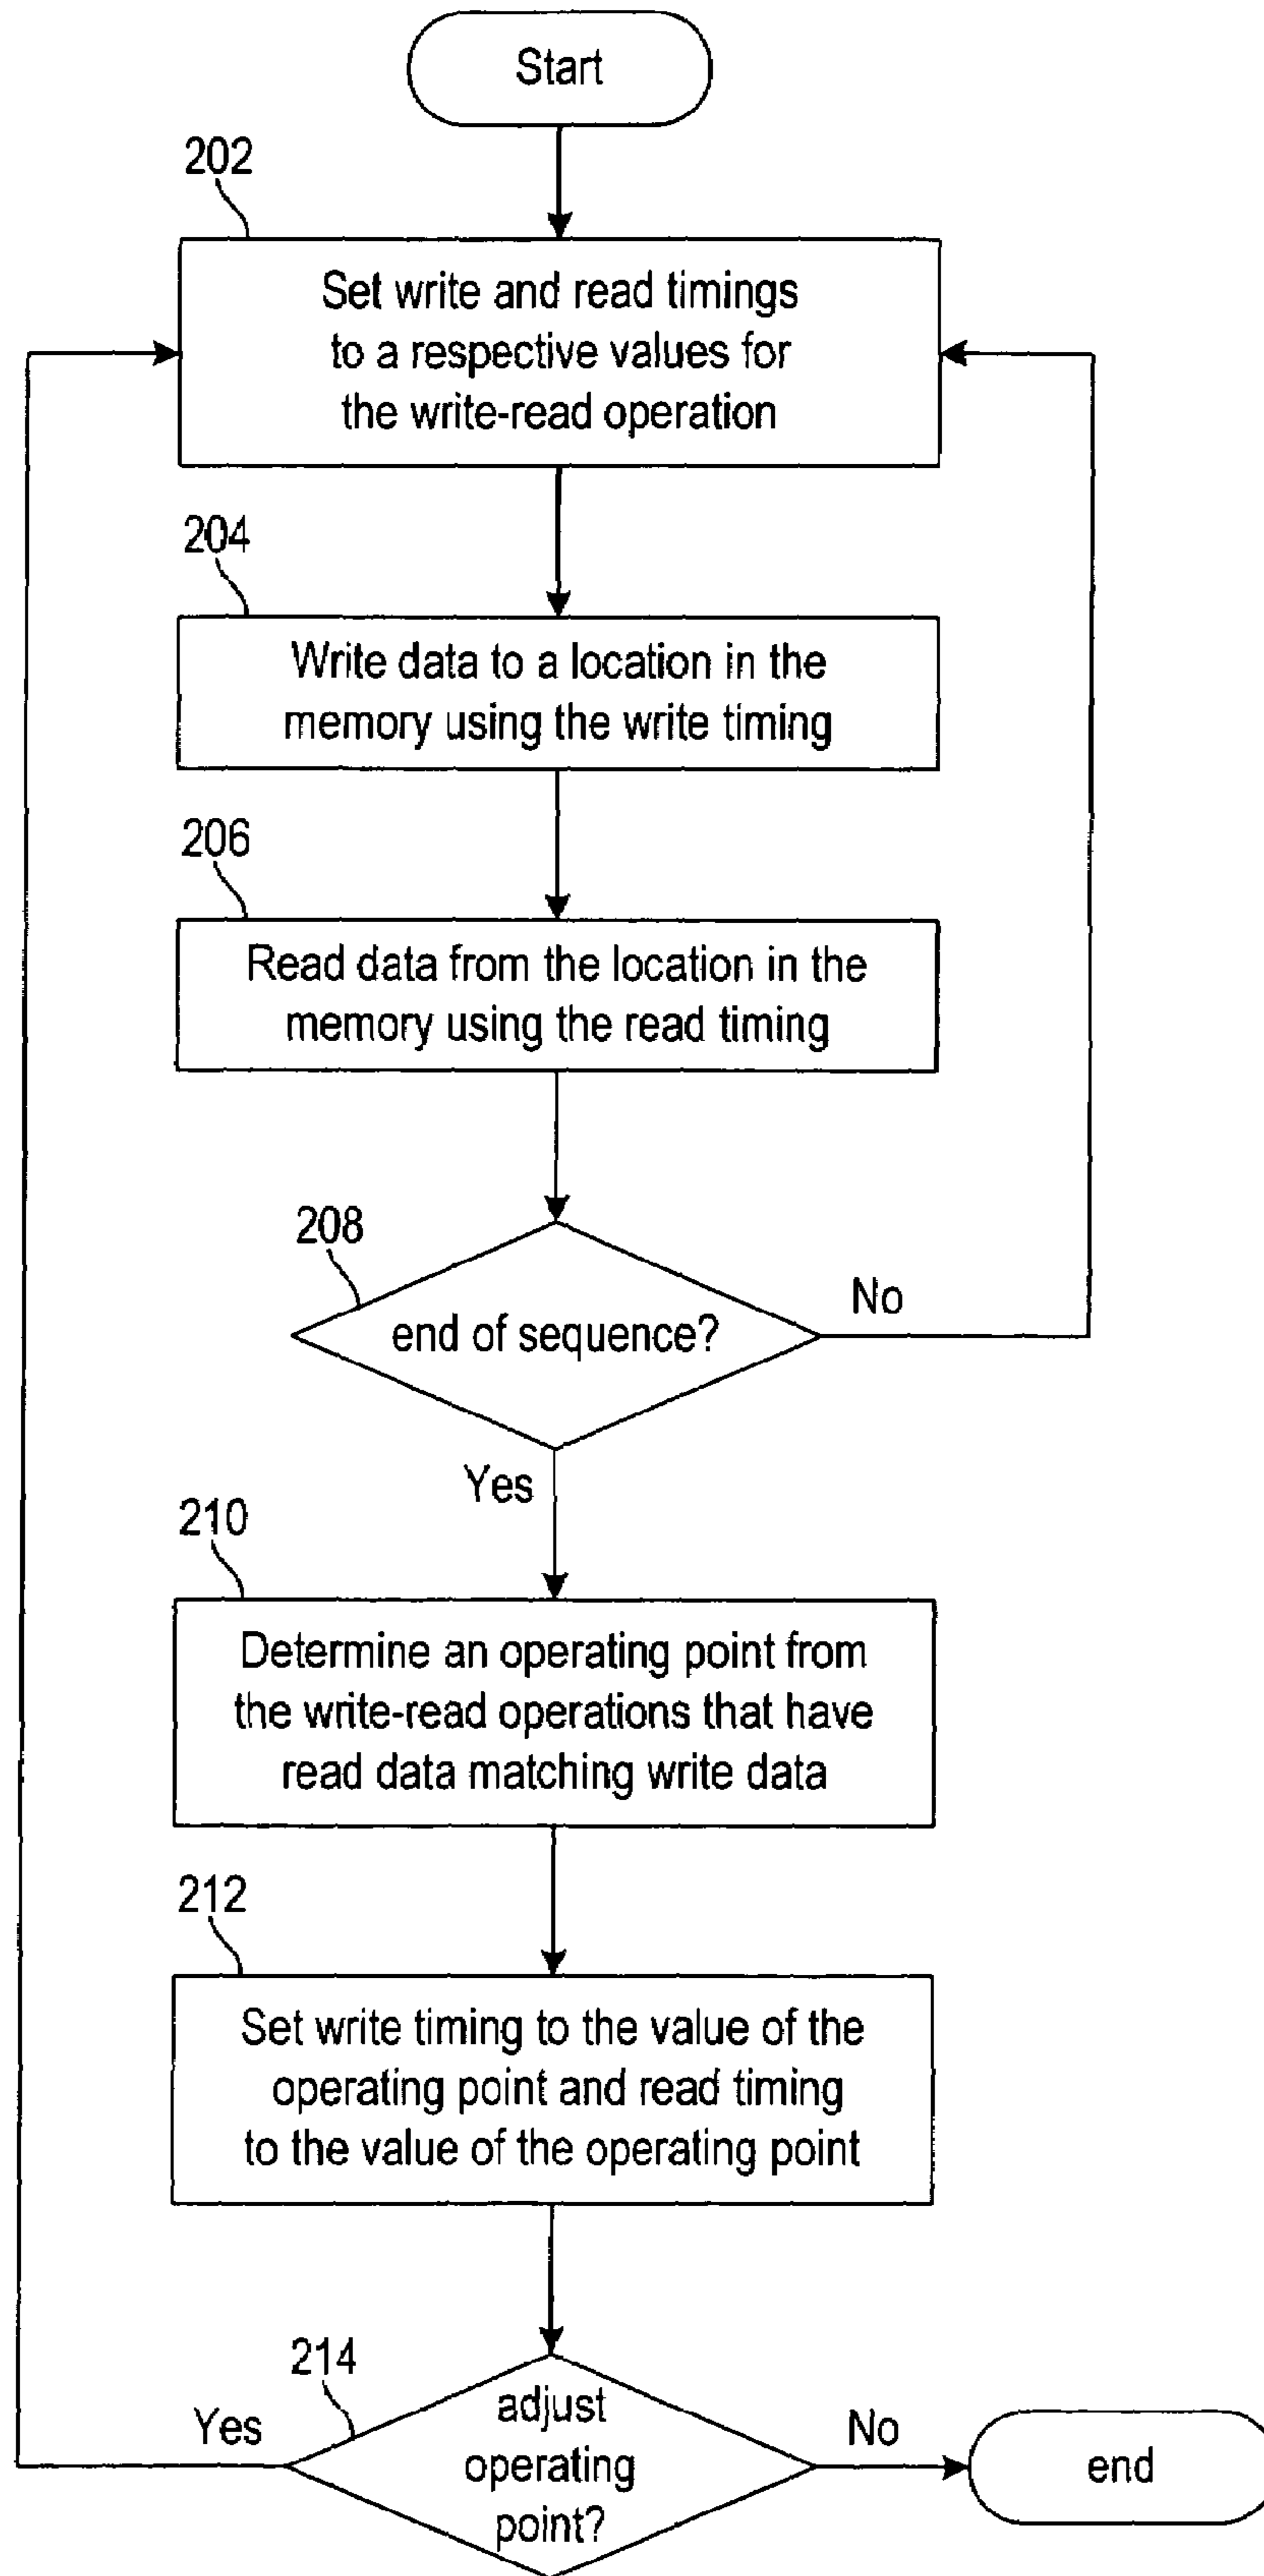 Start
202
Set write and read timings
to a respective values for
the write-read operation
204
Write data to a location in the
memory using the write timing
206
Read data from the location in the
memory using the read timing
208
end of sequence?
No
Yes
210
Determine an operating point from
the write-read operations that have
read data matching write data
212
Set write timing to the value of the
operating point and read timing
to the value of the operating point
214
Yes
adjust
operating
point?
No
end